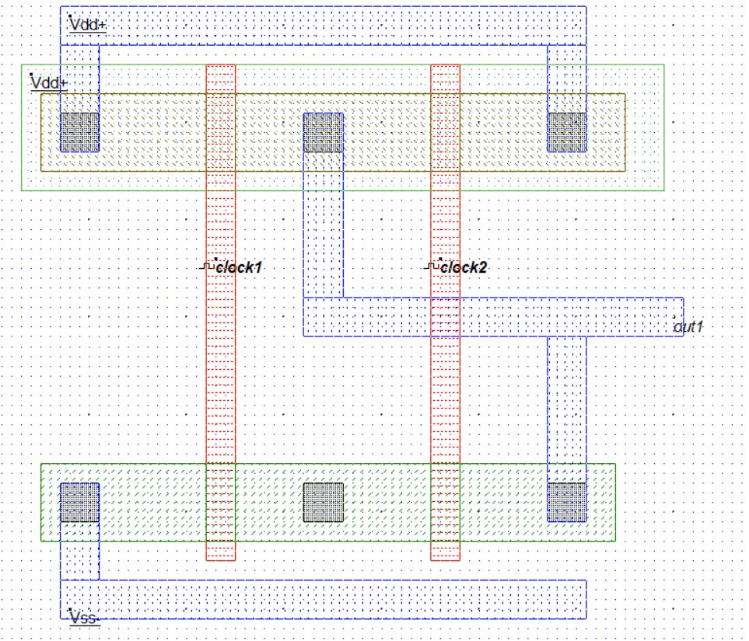 Vdd+
Vdd+
clock1
clock2
out1
Vss-